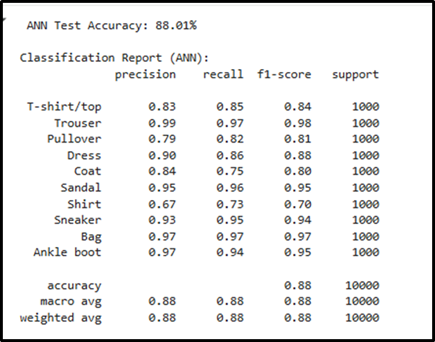 ANN Test Accuracy: 88.01%
Classification Report (ANN):
precision recall f1-score support
T-shirt/top 0.83 0.85 0.84 1000
Trouser 0.99 0.97 0.98 1000
Pullover 0.79 0.82 0.81 1000
Dress 0.90 0.86 0.88 1000
Coat 0.84 0.75 0.80 1000
Sandal 0.95 0.96 0.95 1000
Shirt 0.67 0.73 0.70 1000
Sneaker 0.93 0.95 0.94 1000
Bag 0.97 0.97 0.97 1000
Ankle boot 0.97 0.94 0.95 1000
accuracy 0.88 10000
macro avg 0.88 0.88 0.88 10000
weighted avg 0.88 0.88 0.88 10000